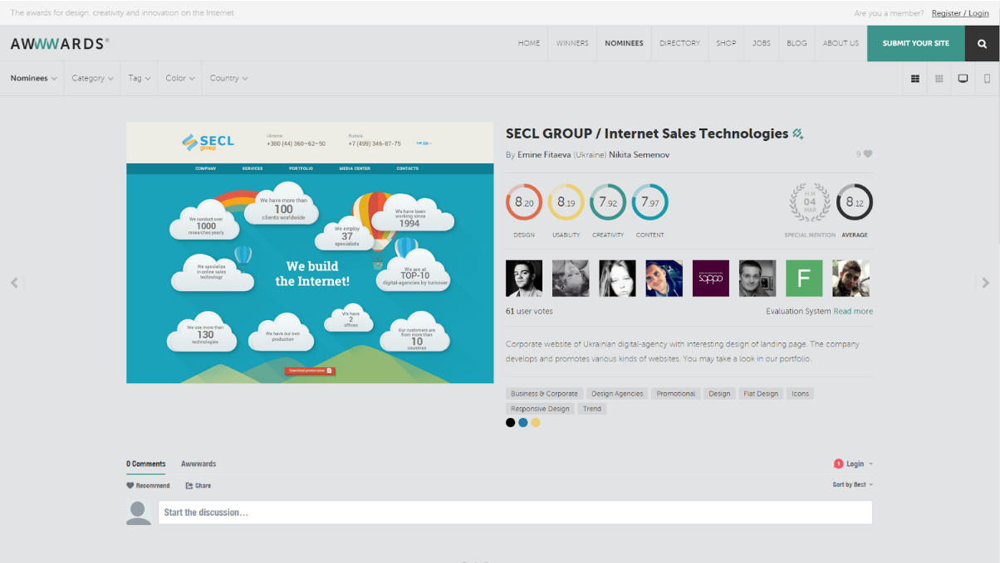 The awards for design, creativity and innovation on the Internet
Are you a member? Register / Login
AWWWARDS®
HOME WINNERS NOMINEES DIRECTORY SHOP JOBS BLOG ABOUT US SUBMIT YOUR SITE
Nominees Category Tag Color Country
SECL group
Ukraine:
+380 (44) 360-62-50
Russia:
+7 (499) 346-87-75
EN
COMPANY SERVICES PORTFOLIO MEDIA CENTER CONTACTS
We conduct over
1000
researches yearly
We have more than
100
clients worldwide
We employ
37
specialists
We have been
working since
1994
We specialize
in online sales
technology
We build
the Internet!
We are at
TOP-10
digital-agencies by turnover
We use more than
130
technologies
We have our own
production
We have
2
offices
Our customers are
from more than
10
countries
Download presentation
SECL GROUP / Internet Sales Technologies
By Emine Fitaeva (Ukraine) Nikita Semenov
9
8.20 8.19 7.92 7.97
H.M
04
MAR
8.12
DESIGN USABILITY CREATIVITY CONTENT SPECIAL MENTION AVERAGE
soppo
F
61 user votes
Evaluation System Read more
Corporate website of Ukrainian digital-agency with interesting design of landing page. The company
develops and promotes various kinds of websites. You may take a look in our portfolio.
Business & Corporate Design Agencies Promotional Design Flat Design Icons
Responsive Design Trend
0 Comments Awwwards
1 Login
Recommend Share
Sort by Best
Start the discussion...